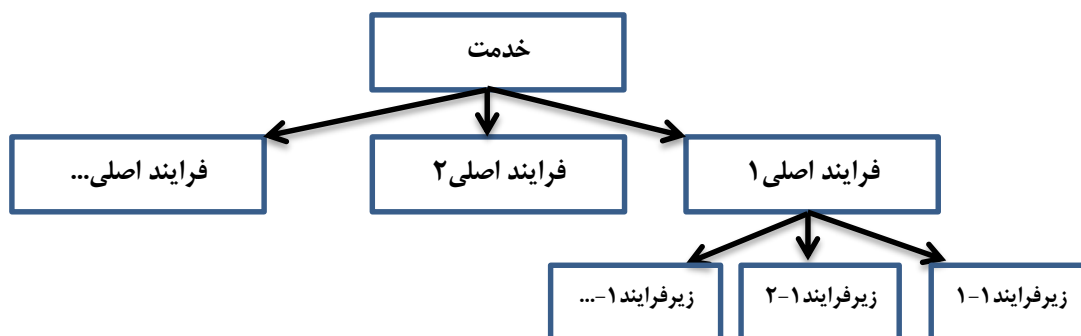 خدمت
فرایند اصلی۱
فرایند اصلی۲
فرایند اصلی...
زیرفرایند۱-۱
زیرفرایند۱-۲
زیرفرایند۱-...